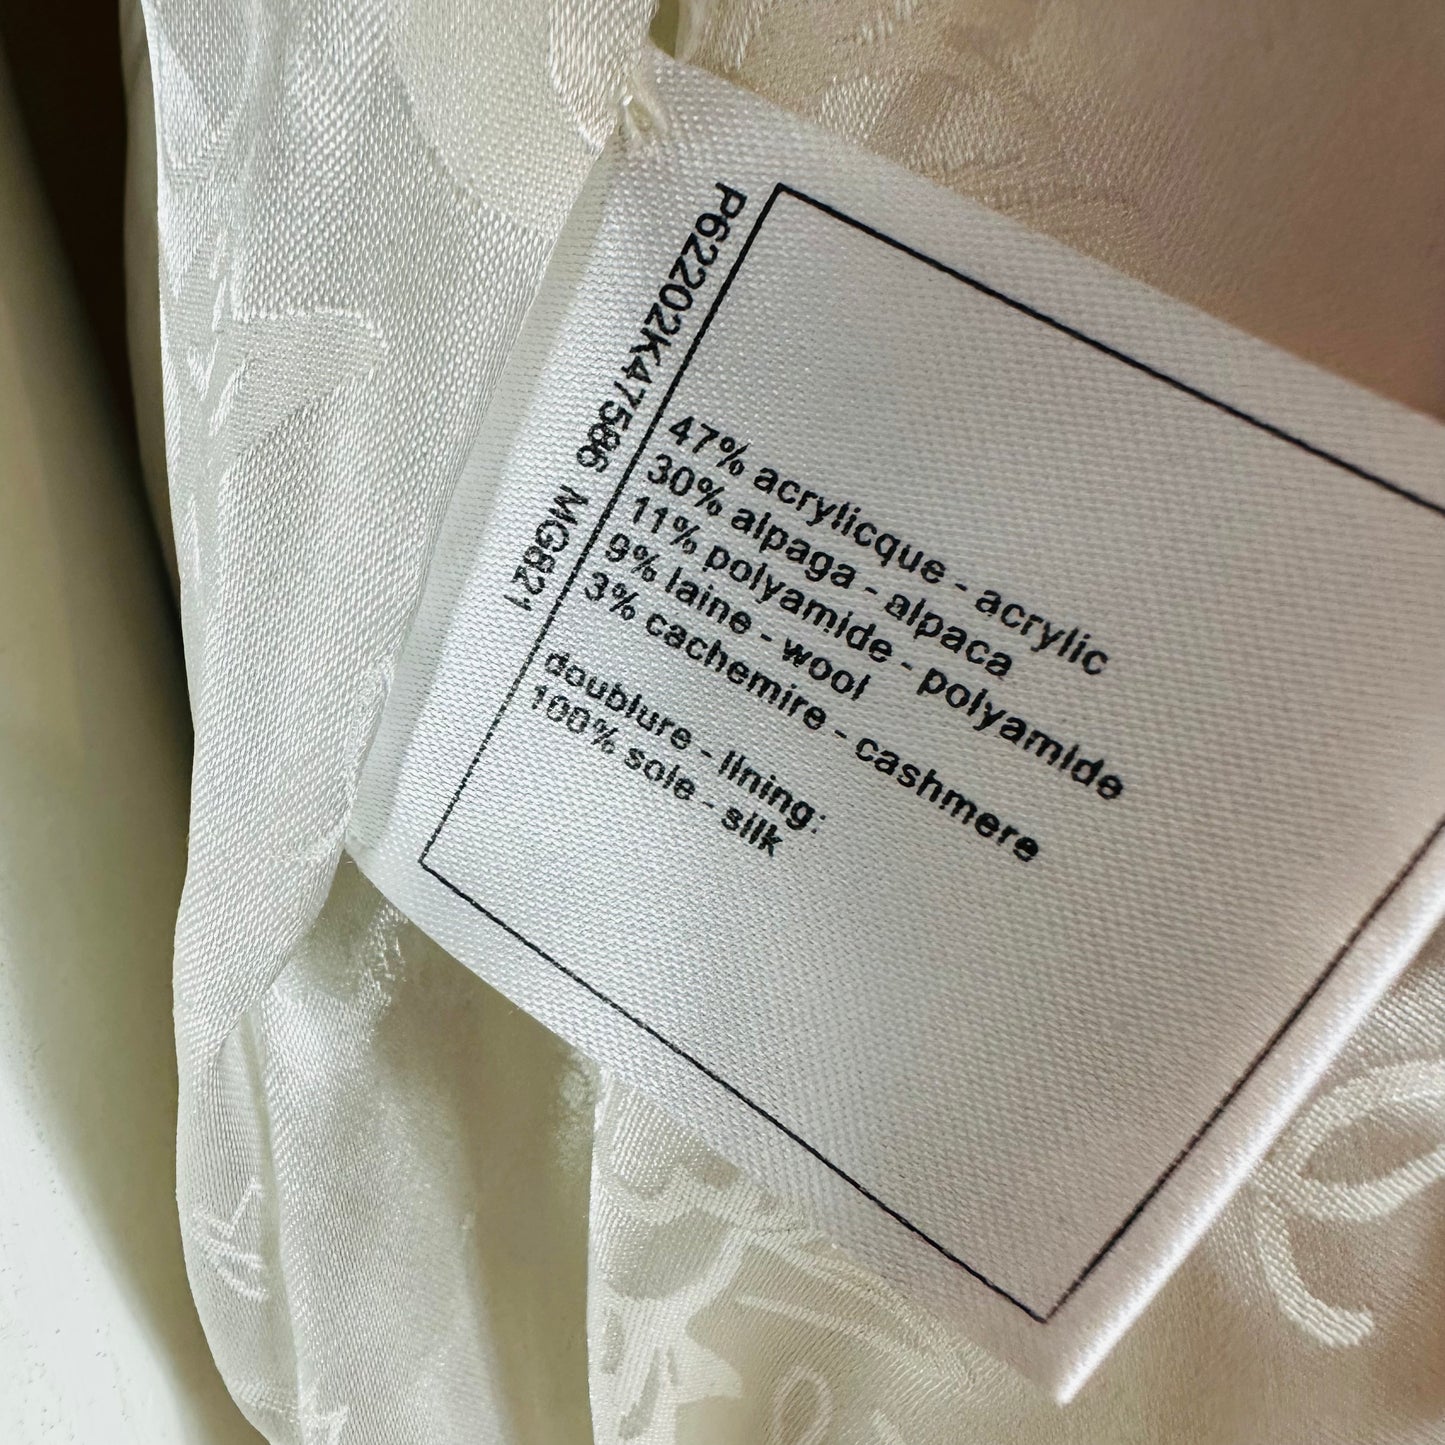 P62202K47586 MG821
47% acrylicque - acrylic
30% alpaga - alpaca
11% polyamide - polyamide
9% laine - wool
3% cachemire - cashmere
doublure - lining:
100% soie - silk